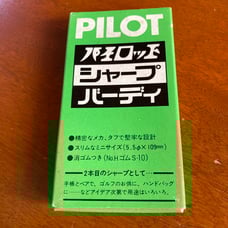 PILOT
パイロット
シャープ
バーディ
●精密なメカ、タフで堅牢な設計
●スリムなミニサイズ(5.5φ×109mm)
●消ゴムつき(No.HゴムS-10)
2本目のシャープとして…
手帳とペアで、ゴルフのお供に、ハンドバッグ
に……などアイデア次第で用途はいろいろ。